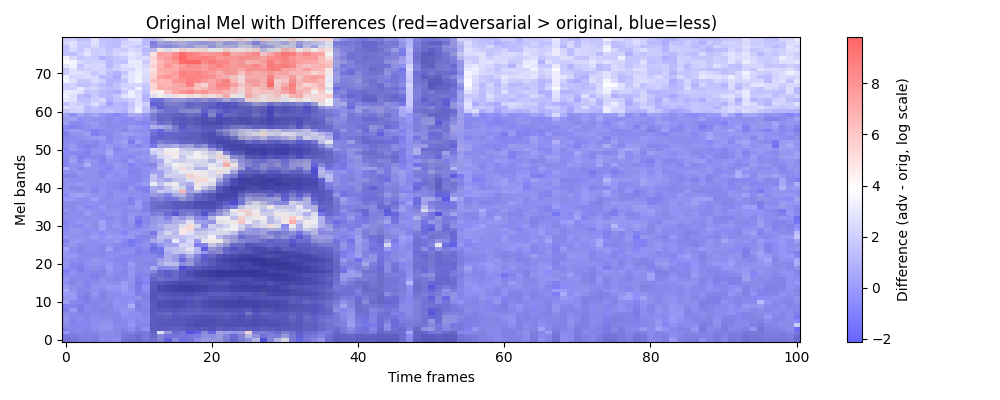 Original Mel with Differences (red=adversarial > original, blue=less)
Mel bands
70
60
50
40
30
20
10
0
0 20 40 60 80 100
Time frames
8
6
4
2
0
−2
Difference (adv - orig, log scale)